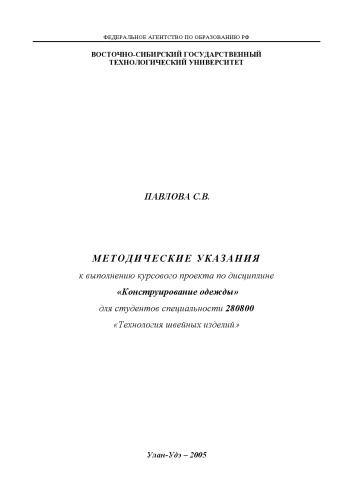 ФЕДЕРАЛЬНОЕ АГЕНТСТВО ПО ОБРАЗОВАНИЮ РФ
ВОСТОЧНО-СИБИРСКИЙ ГОСУДАРСТВЕННЫЙ
ТЕХНОЛОГИЧЕСКИЙ УНИВЕРСИТЕТ
ПАВЛОВА С.В.
МЕТОДИЧЕСКИЕ УКАЗАНИЯ
к выполнению курсового проекта по дисциплине
«Конструирование одежды»
для студентов специальности 280800
«Технология швейных изделий»
Улан-Удэ – 2005